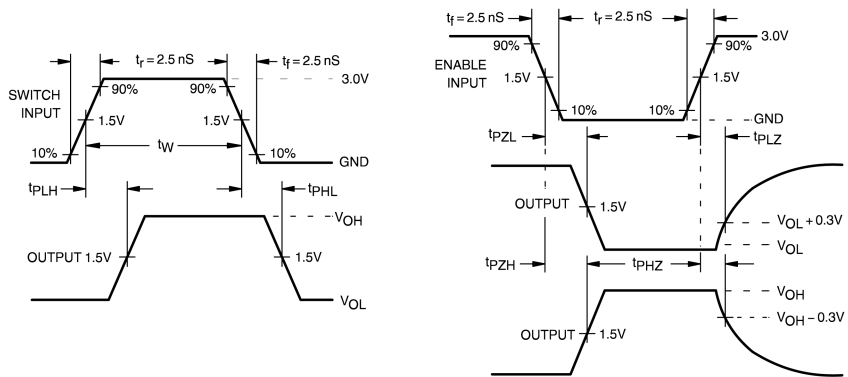 tr= 2.5 nS
tf= 2.5 nS
3.0V
SWITCH
INPUT
90%
90%
1.5V
1.5V
tW
10%
10%
GND
tPLH
tPHL
VOH
OUTPUT 1.5V
1.5V
VOL
tf= 2.5 nS
tr= 2.5 nS
3.0V
ENABLE
INPUT
90%
90%
1.5V
1.5V
10%
10%
GND
tPZL
tPLZ
OUTPUT
1.5V
VOL + 0.3V
VOL
tPZH
tPHZ
VOH
VOH – 0.3V
OUTPUT
1.5V